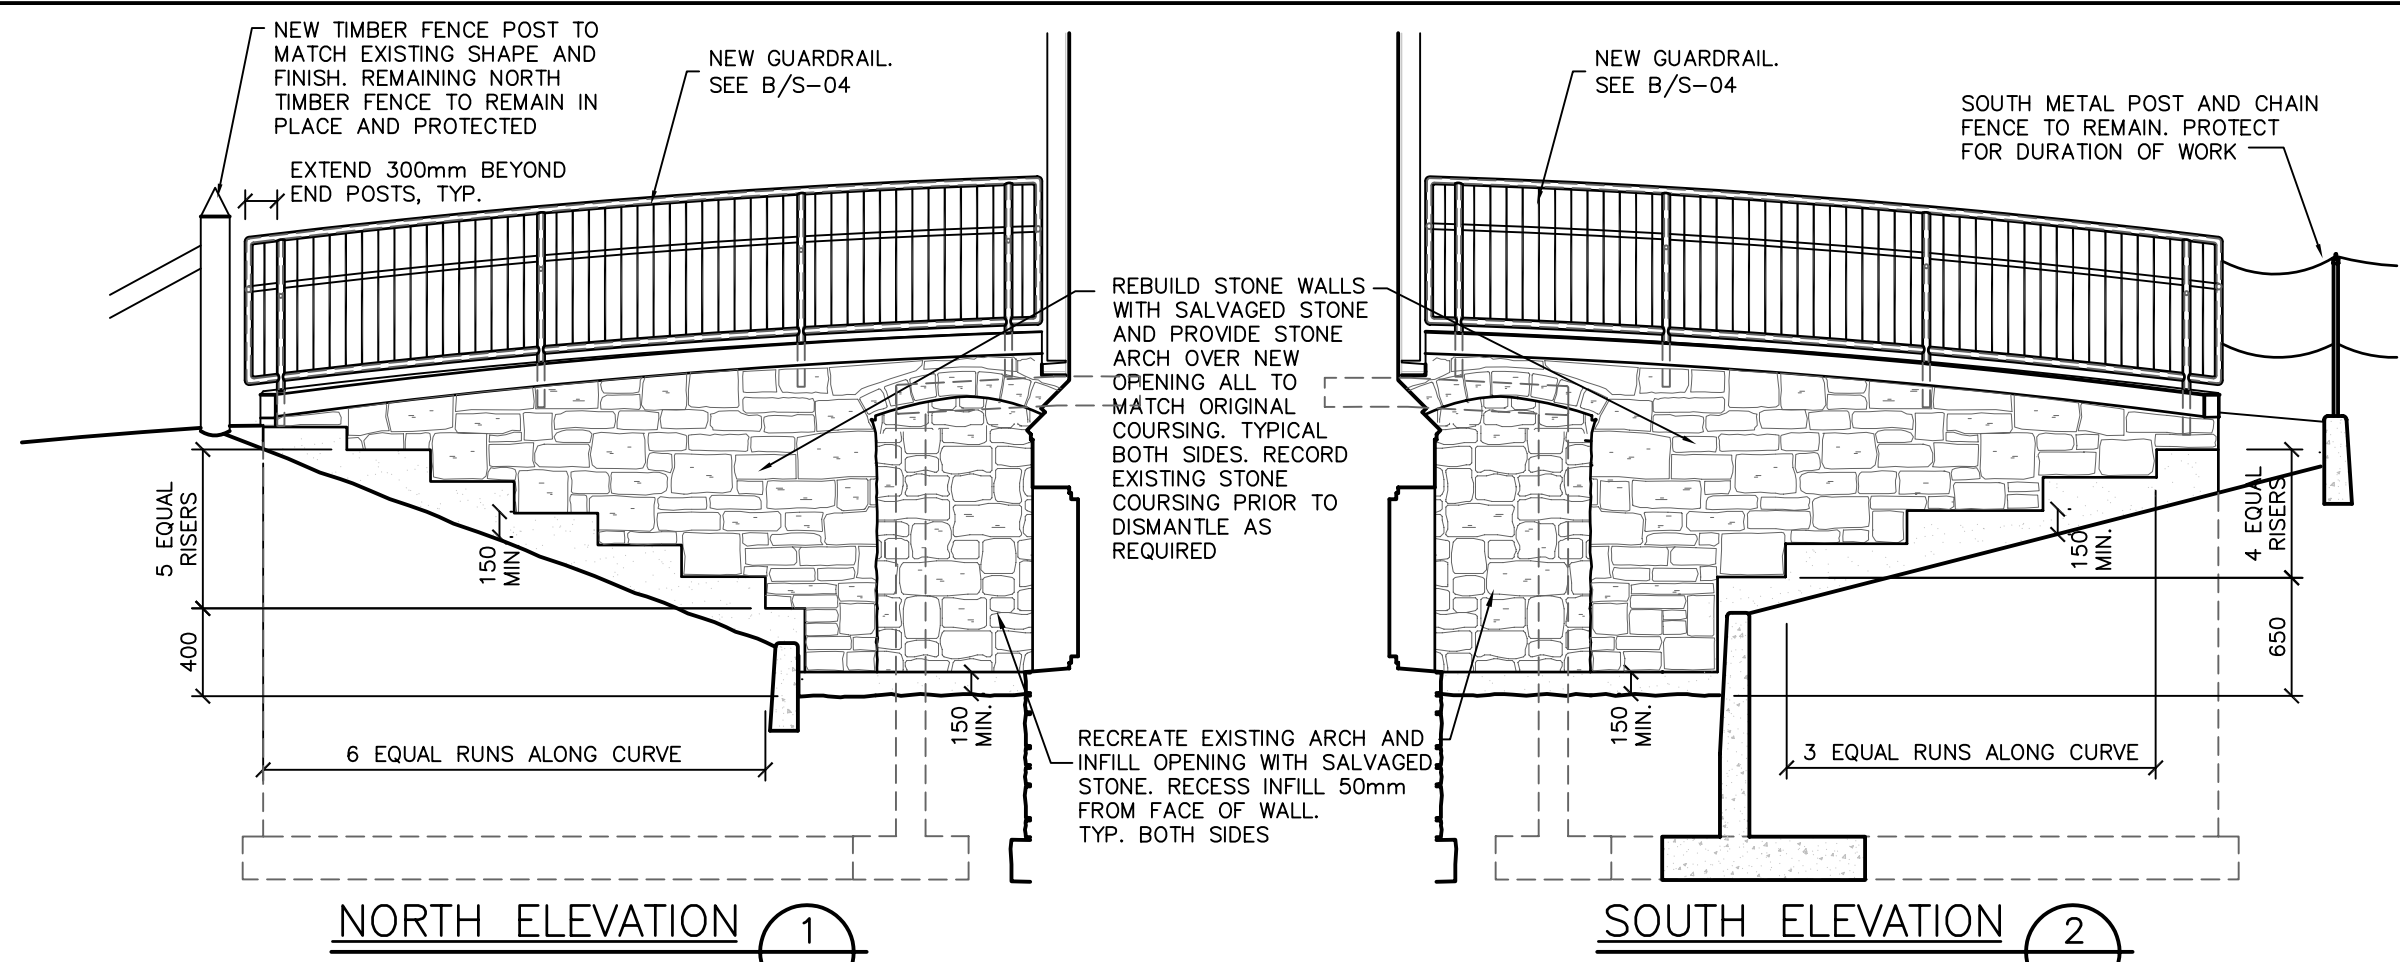 NEW TIMBER FENCE POST TO
MATCH EXISTING SHAPE AND
FINISH. REMAINING NORTH
TIMBER FENCE TO REMAIN IN
PLACE AND PROTECTED
EXTEND 300mm BEYOND
END POSTS, TYP.
NEW GUARDRAIL.
SEE B/S-04
5 EQUAL
RISERS
400
150
MIN.
6 EQUAL RUNS ALONG CURVE
150
MIN.
REBUILD STONE WALLS
WITH SALVAGED STONE
AND PROVIDE STONE
ARCH OVER NEW
OPENING ALL TO
MATCH ORIGINAL
COURSING. TYPICAL
BOTH SIDES. RECORD
EXISTING STONE
COURSING PRIOR TO
DISMANTLE AS
REQUIRED
RECREATE EXISTING ARCH AND
INFILL OPENING WITH SALVAGED
STONE. RECESS INFILL 50mm
FROM FACE OF WALL.
TYP. BOTH SIDES
NORTH ELEVATION
1
NEW GUARDRAIL.
SEE B/S-04
SOUTH METAL POST AND CHAIN
FENCE TO REMAIN. PROTECT
FOR DURATION OF WORK
150
MIN.
4 EQUAL
RISERS
650
150
MIN.
3 EQUAL RUNS ALONG CURVE
SOUTH ELEVATION
2